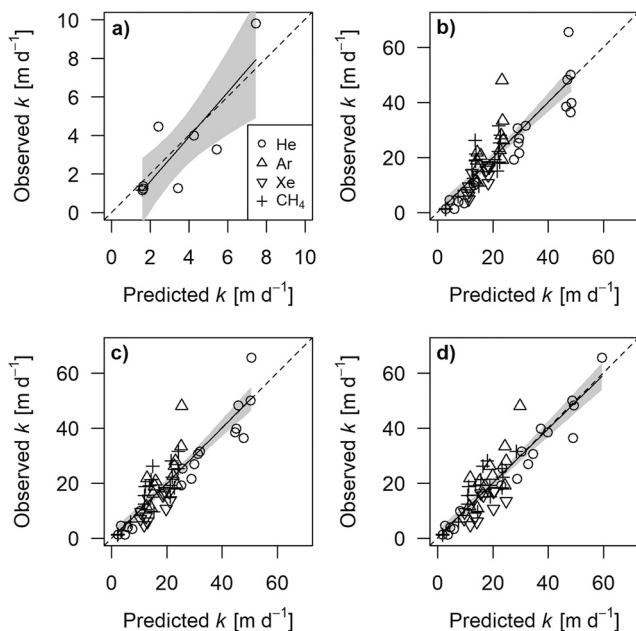 a)
Observed k [m d⁻¹]
10
8
6
4
2
0
0 2 4 6 8 10
Predicted k [m d⁻¹]
He
Ar
Xe
CH₄
b)
Observed k [m d⁻¹]
60
40
20
0
0 20 40 60
Predicted k [m d⁻¹]
c)
Observed k [m d⁻¹]
60
40
20
0
0 20 40 60
Predicted k [m d⁻¹]
d)
Observed k [m d⁻¹]
60
40
20
0
0 20 40 60
Predicted k [m d⁻¹]